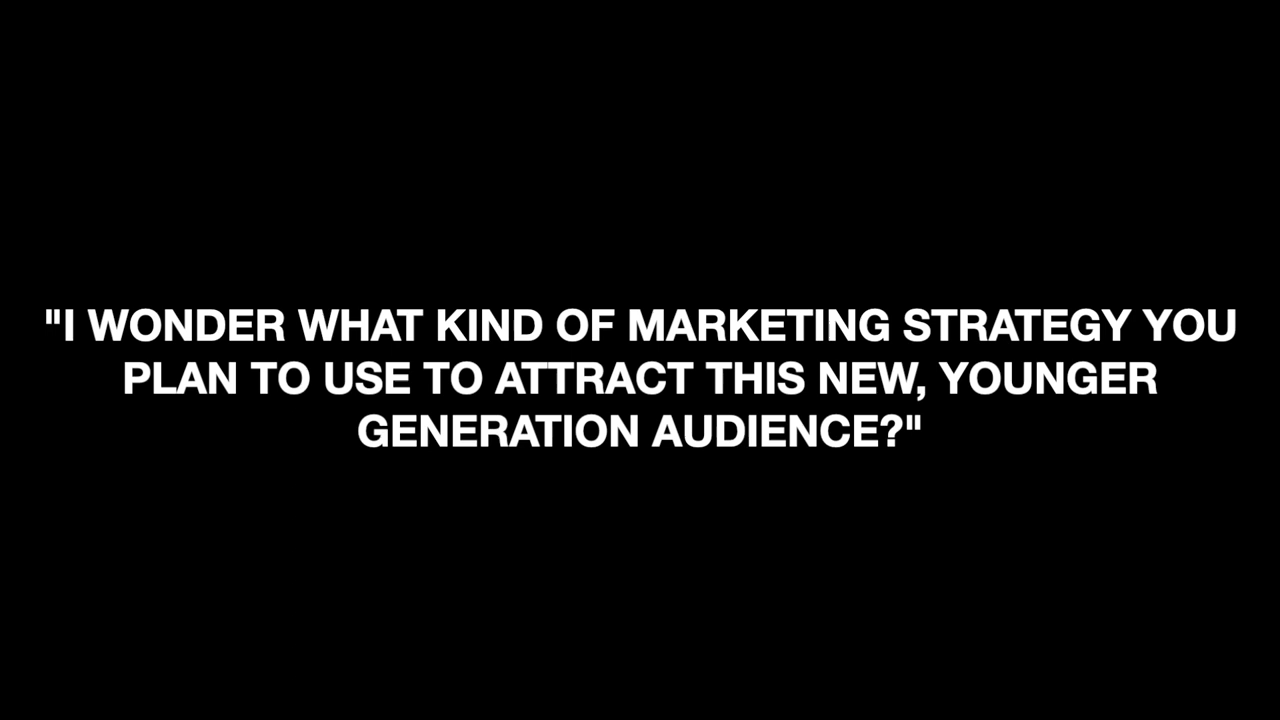 "I WONDER WHAT KIND OF MARKETING STRATEGY YOU
PLAN TO USE TO ATTRACT THIS NEW, YOUNGER
GENERATION AUDIENCE?"